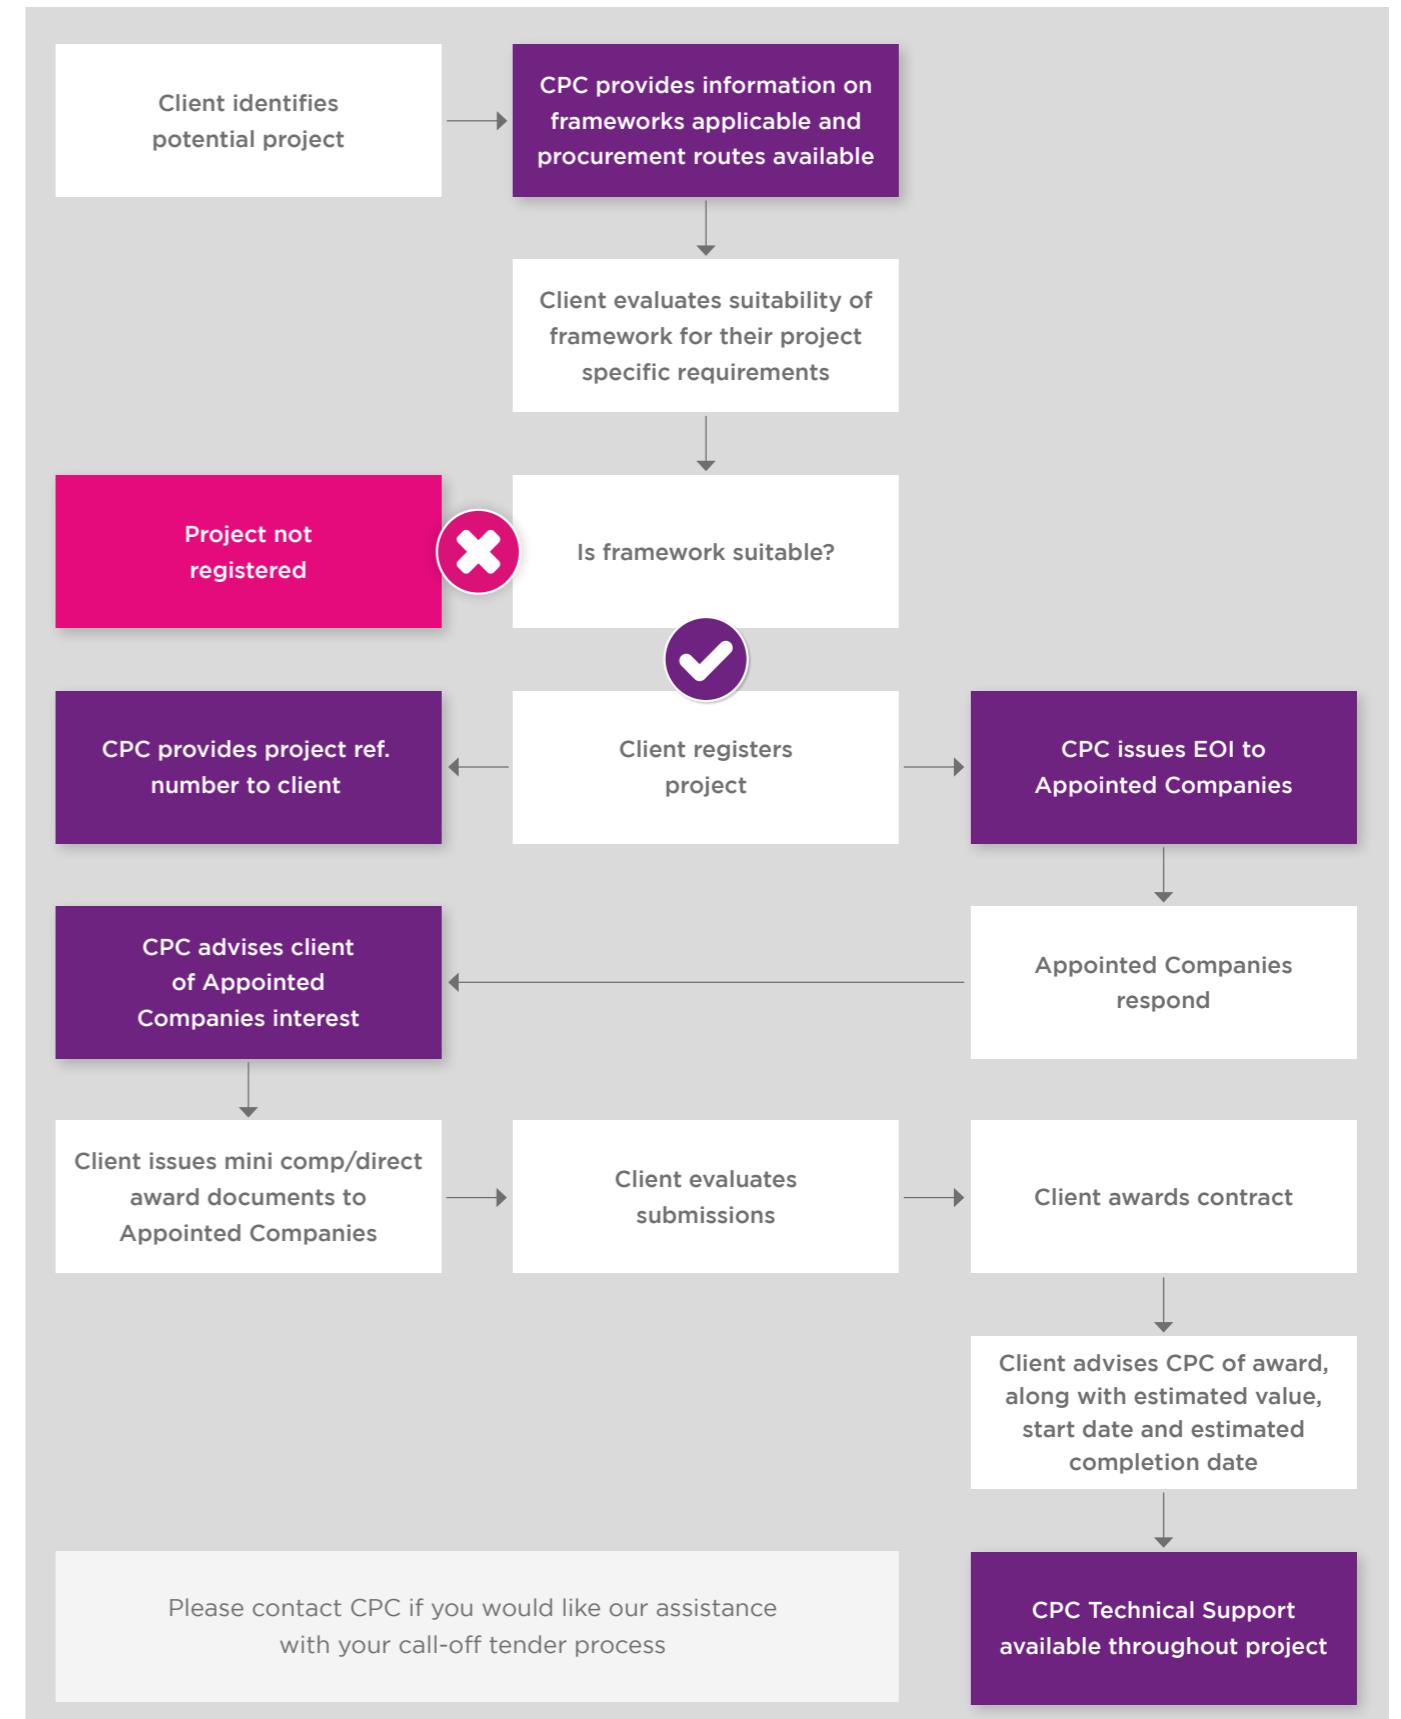 Client identifies
potential project
CPC provides information on
frameworks applicable and
procurement routes available
Client evaluates suitability of
framework for their project
specific requirements
Project not
registered
Is framework suitable?
CPC provides project ref.
number to client
Client registers
project
CPC issues EOI to
Appointed Companies
CPC advises client
of Appointed
Companies interest
Appointed Companies
respond
Client issues mini comp/direct
award documents to
Appointed Companies
Client evaluates
submissions
Client awards contract
Client advises CPC of award,
along with estimated value,
start date and estimated
completion date
Please contact CPC if you would like our assistance
with your call-off tender process
CPC Technical Support
available throughout project